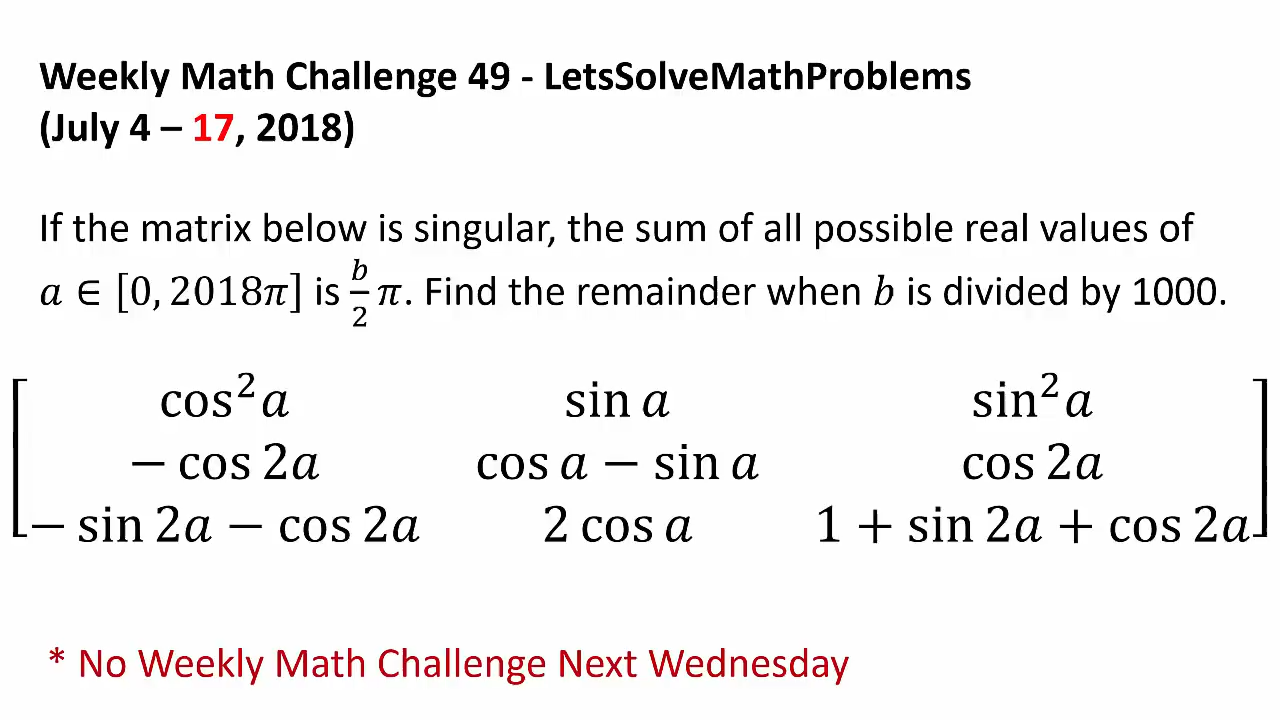 Weekly Math Challenge 49 - LetsSolveMathProblems
(July 4 – 17, 2018)
If the matrix below is singular, the sum of all possible real values of
𝑎 ∈ [0, 2018𝜋] is 𝑏/2 𝜋. Find the remainder when 𝑏 is divided by 1000.
cos²𝑎 sin 𝑎 sin²𝑎
− cos 2𝑎 cos 𝑎 − sin 𝑎 cos 2𝑎
− sin 2𝑎 − cos 2𝑎 2 cos 𝑎 1 + sin 2𝑎 + cos 2𝑎
* No Weekly Math Challenge Next Wednesday